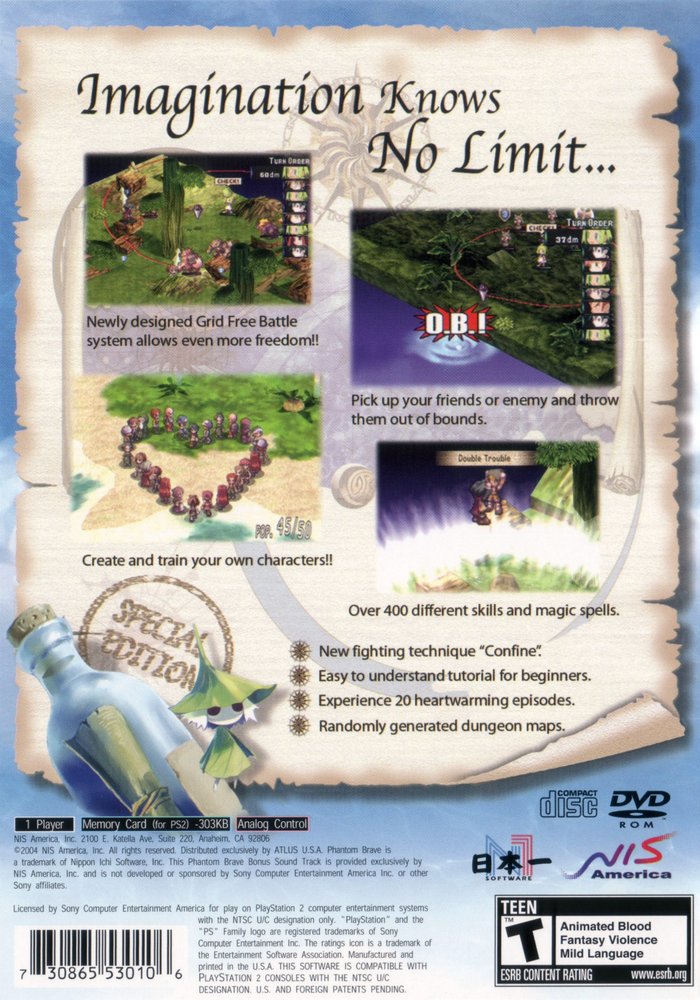 Imagination Knows
No Limit...
TURN ORDER
60dm
CHECK!
Newly designed Grid Free Battle
system allows even more freedom!!
TURN ORDER
CHECK!
37dm
O.B.!
Pick up your friends or enemy and throw
them out of bounds.
POP. 45/50
Create and train your own characters!!
Double Trouble
Over 400 different skills and magic spells.
SPECIAL
EDITION
New fighting technique “Confine”.
Easy to understand tutorial for beginners.
Experience 20 heartwarming episodes.
Randomly generated dungeon maps.
1 Player Memory Card (for PS2) -303KB Analog Control
NIS America, Inc. 2100 E. Katella Ave, Suite 220, Anaheim, CA 92806
©2004 NIS America, Inc. All rights reserved. Distributed exclusively by ATLUS U.S.A. Phantom Brave is
a trademark of Nippon Ichi Software, Inc. This Phantom Brave Bonus Sound Track is provided exclusively by
NIS America, Inc. and is not developed or sponsored by Sony Computer Entertainment America Inc. or other
Sony affiliates.
COMPACT
disc
DVD
ROM
日本一
SOFTWARE
NIS
America
Licensed by Sony Computer Entertainment America for play on PlayStation 2 computer entertainment systems
with the NTSC U/C designation only. "PlayStation" and the
"PS" Family logo are registered trademarks of Sony
Computer Entertainment Inc. The ratings icon is a trademark of
the Entertainment Software Association. Manufactured and
printed in the U.S.A. THIS SOFTWARE IS COMPATIBLE WITH
PLAYSTATION 2 CONSOLES WITH THE NTSC U/C
DESIGNATION. U.S. AND FOREIGN PATENTS PENDING.
7 30865 53010 6
TEEN
T
Animated Blood
Fantasy Violence
Mild Language
ESRB CONTENT RATING www.esrb.org